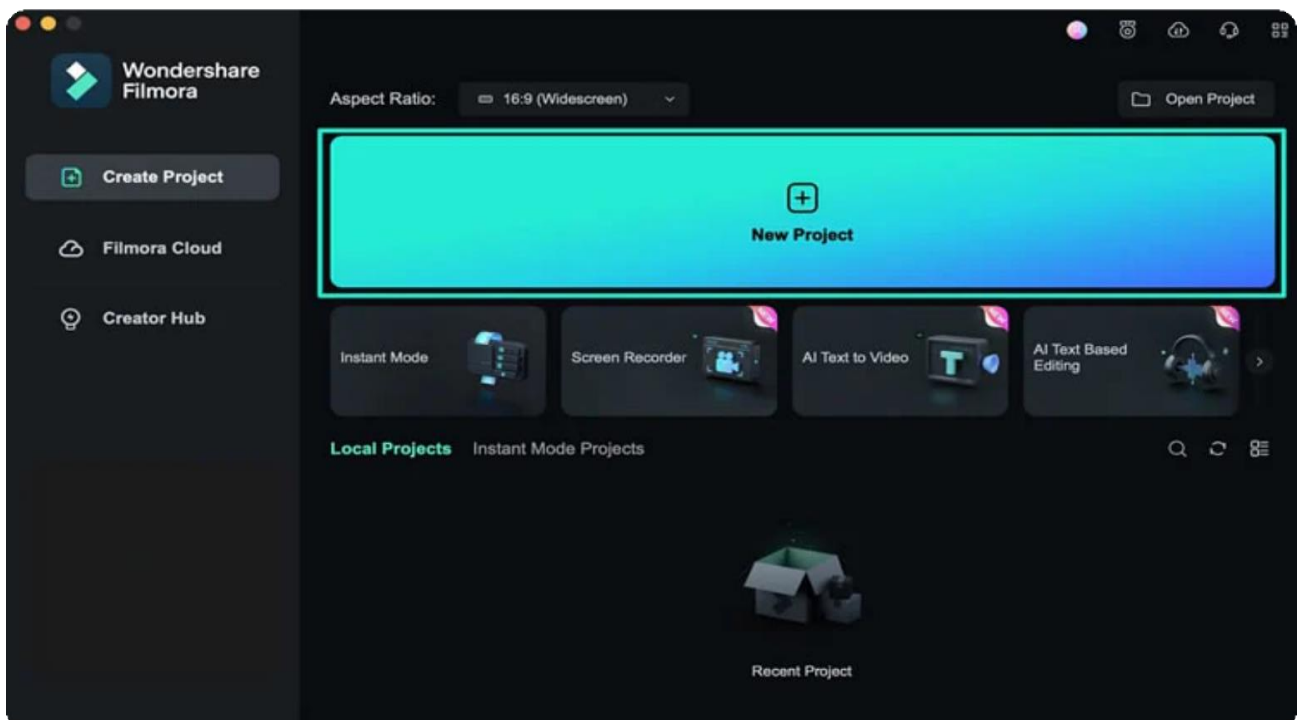 Wondershare
Filmora
Aspect Ratio:
16:9 (Widescreen)
Open Project
Create Project
New Project
Filmora Cloud
Creator Hub
Instant Mode
Screen Recorder
AI Text to Video
AI Text Based
Editing
Local Projects
Instant Mode Projects
Recent Project